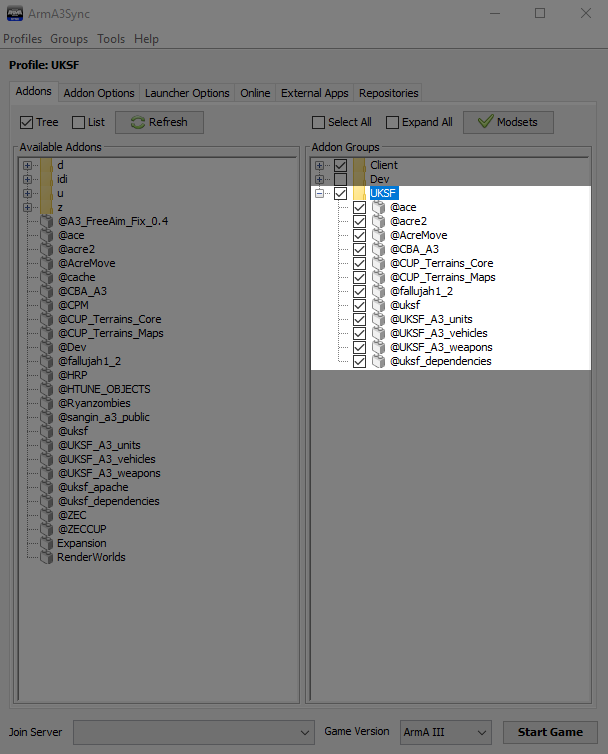 ArmA3Sync
Profiles Groups Tools Help
Profile: UKSF
Addons Addon Options Launcher Options Online External Apps Repositories
Tree List Refresh
Select All Expand All Modsets
Available Addons
d
idi
u
z
@A3_FreeAim_Fix_0.4
@ace
@acre2
@AcreMove
@cache
@CBA_A3
@CPM
@CUP_Terrains_Core
@CUP_Terrains_Maps
@Dev
@fallujah1_2
@HRP
@HTUNE_OBJECTS
@Ryanzombies
@sangin_a3_public
@uksf
@UKSF_A3_units
@UKSF_A3_vehicles
@UKSF_A3_weapons
@uksf_apache
@uksf_dependencies
@ZEC
@ZECCUP
Expansion
RenderWorlds
Addon Groups
Client
Dev
UKSF
@ace
@acre2
@AcreMove
@CBA_A3
@CUP_Terrains_Core
@CUP_Terrains_Maps
@fallujah1_2
@uksf
@UKSF_A3_units
@UKSF_A3_vehicles
@UKSF_A3_weapons
@uksf_dependencies
Join Server Game Version ArmA III Start Game